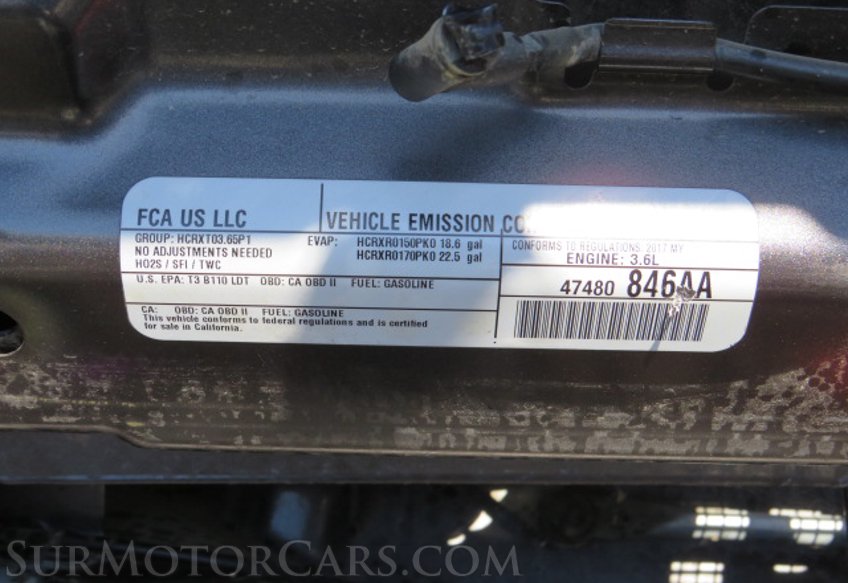 FCA US LLC
VEHICLE EMISSION
GROUP: HCRXT03.65P1 EVAP: HCRXR0150PK0 18.6 gal
NO ADJUSTMENTS NEEDED HCRXR0170PK0 22.5 gal
HO2S / SFI / TWC
U.S. EPA: T3 B110 LDT OBD: CA OBD II FUEL: GASOLINE
CA: OBD: CA OBD II FUEL: GASOLINE
This vehicle conforms to federal regulations and is certified
for sale in California.
CONFORMS TO REGULATIONS: 2017 MY
ENGINE: 3.6L
47480 846AA
SurMotorCars.com